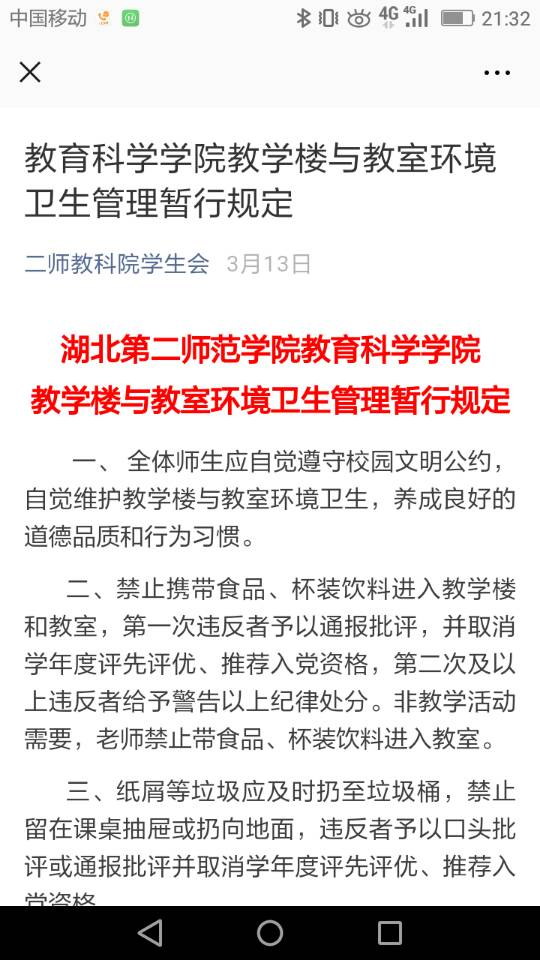 中国移动
4G
4G
21:32
教育科学学院教学楼与教室环境
卫生管理暂行规定
二师教科院学生会 3月13日
湖北第二师范学院教育科学学院
教学楼与教室环境卫生管理暂行规定
一、 全体师生应自觉遵守校园文明公约，
自觉维护教学楼与教室环境卫生，养成良好的
道德品质和行为习惯。
二、禁止携带食品、杯装饮料进入教学楼
和教室，第一次违反者予以通报批评，并取消
学年度评先评优、推荐入党资格，第二次及以
上违反者给予警告以上纪律处分。非教学活动
需要，老师禁止带食品、杯装饮料进入教室。
三、纸屑等垃圾应及时扔至垃圾桶，禁止
留在课桌抽屉或扔向地面，违反者予以口头批
评或通报批评并取消学年度评先评优、推荐入
党资格